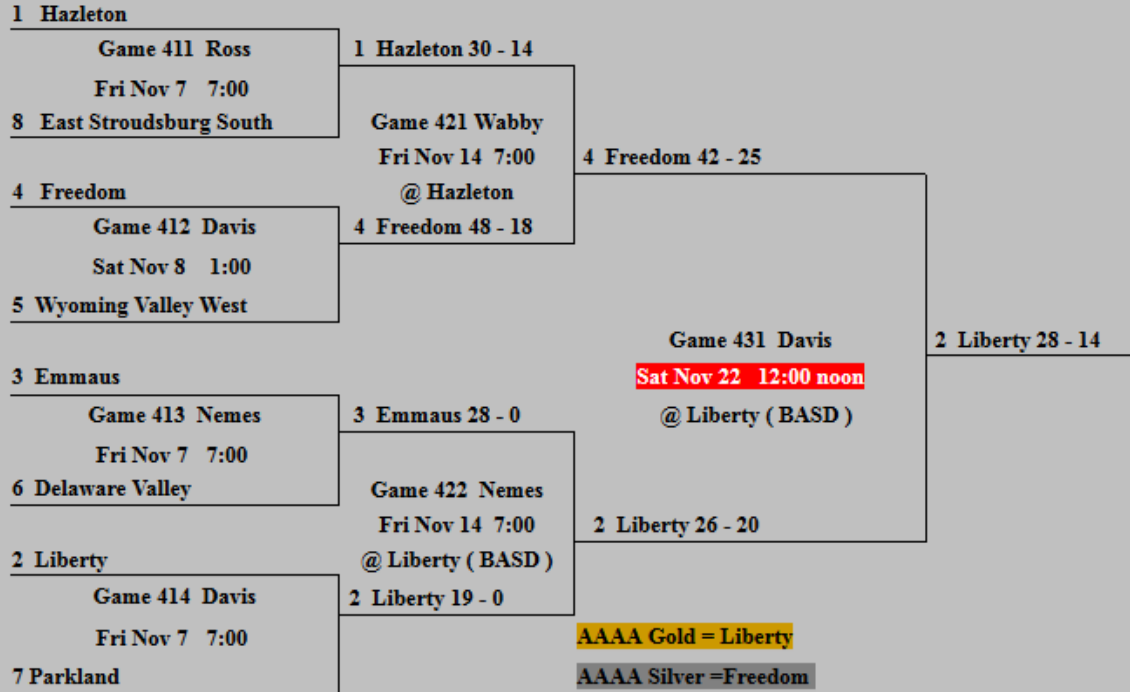 1 Hazleton
Game 411 Ross
Fri Nov 7 7:00
8 East Stroudsburg South
4 Freedom
Game 412 Davis
Sat Nov 8 1:00
5 Wyoming Valley West
3 Emmaus
Game 413 Nemes
Fri Nov 7 7:00
6 Delaware Valley
2 Liberty
Game 414 Davis
Fri Nov 7 7:00
7 Parkland
1 Hazleton 30 - 14
Game 421 Wabby
Fri Nov 14 7:00
@ Hazleton
4 Freedom 48 - 18
3 Emmaus 28 - 0
Game 422 Nemes
Fri Nov 14 7:00
@ Liberty ( BASD )
2 Liberty 19 - 0
4 Freedom 42 - 25
Game 431 Davis
Sat Nov 22 12:00 noon
@ Liberty ( BASD )
2 Liberty 26 - 20
2 Liberty 28 - 14
AAAA Gold = Liberty
AAAA Silver =Freedom